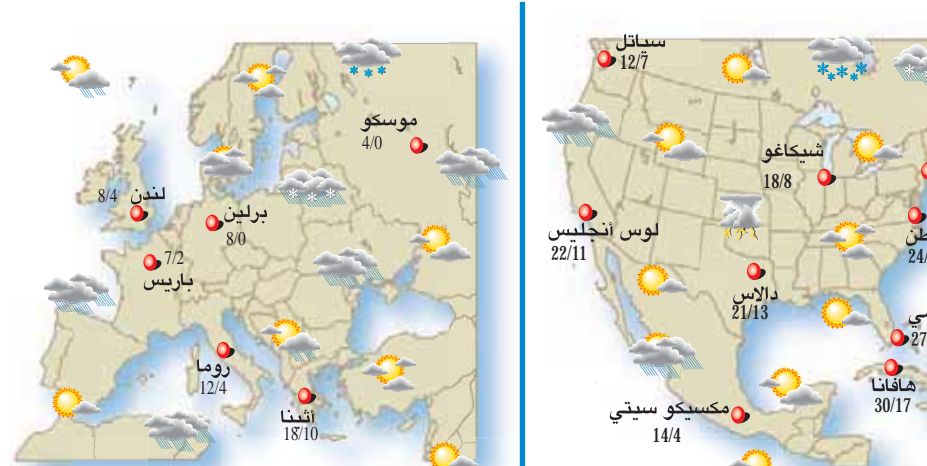 سياتل
12/7
شيكاغو
18/8
لوس أنجليس
22/11
دالاس
21/13
مكسيكو سيتي
14/4
هافانا
30/17
موسكو
4/0
لندن
8/4
برلين
8/0
7/2
باريس
روما
12/4
أثينا
18/10